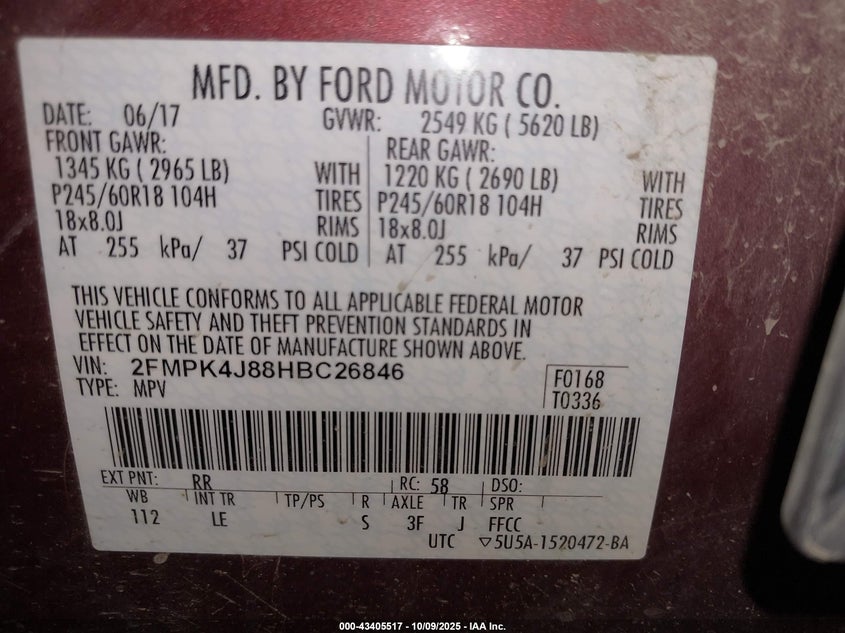 MFD. BY FORD MOTOR CO.
DATE: 06/17 GVWR: 2549 KG ( 5620 LB)
FRONT GAWR: REAR GAWR:
1345 KG ( 2965 LB) WITH 1220 KG ( 2690 LB) WITH
P245/60R18 104H TIRES P245/60R18 104H TIRES
18x8.0J RIMS 18x8.0J RIMS
AT 255 kPa/ 37 PSI COLD AT 255 kPa/ 37 PSI COLD
THIS VEHICLE CONFORMS TO ALL APPLICABLE FEDERAL MOTOR
VEHICLE SAFETY AND THEFT PREVENTION STANDARDS IN
EFFECT ON THE DATE OF MANUFACTURE SHOWN ABOVE.
VIN: 2FMPK4J88HBC26846
TYPE: MPV F0168
T0336
EXT PNT: RR RC: 58 DSO:
WB INT TR TP/PS R AXLE TR SPR
112 LE S 3F J FFCC
UTC ▽5U5A-1520472-BA
000-43405517 - 10/09/2025 - IAA Inc.